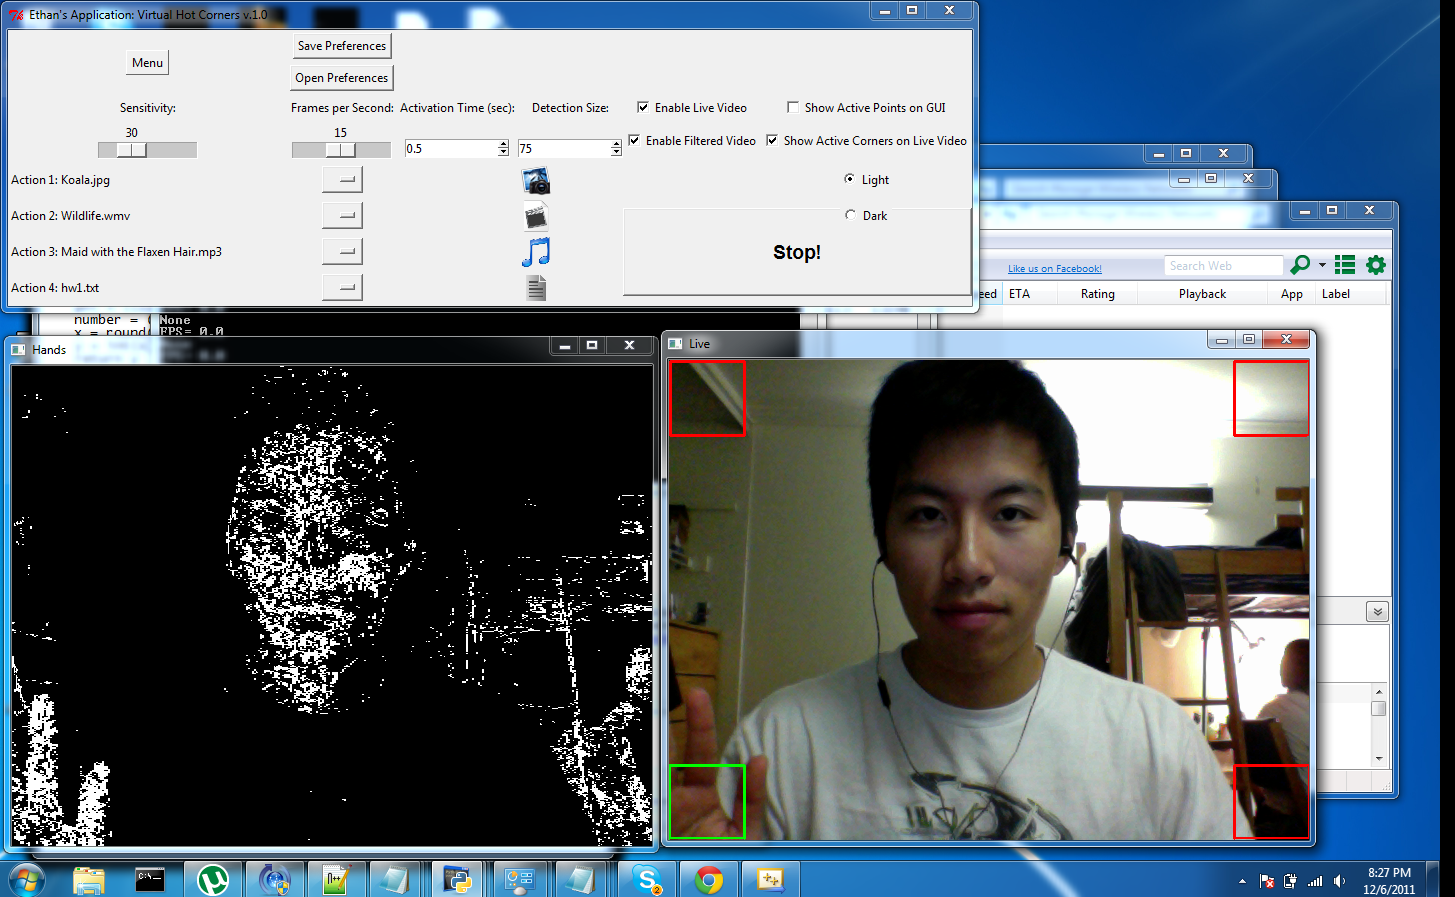 Ethan's Application: Virtual Hot Corners v.1.0
Menu
Save Preferences
Open Preferences
Sensitivity:
Frames per Second:
Activation Time (sec):
Detection Size:
Enable Live Video
Show Active Points on GUI
30
15
0.5
75
Enable Filtered Video
Show Active Corners on Live Video
Action 1: Koala.jpg
Light
Action 2: Wildlife.wmv
Dark
Action 3: Maid with the Flaxen Hair.mp3
Stop!
Action 4: hw1.txt
Like us on Facebook!
Search Web
eed
ETA
Rating
Playback
App
Label
number = (
None
x = round(
FPS= 0.0
Hands
Live
8:27 PM
12/6/2011